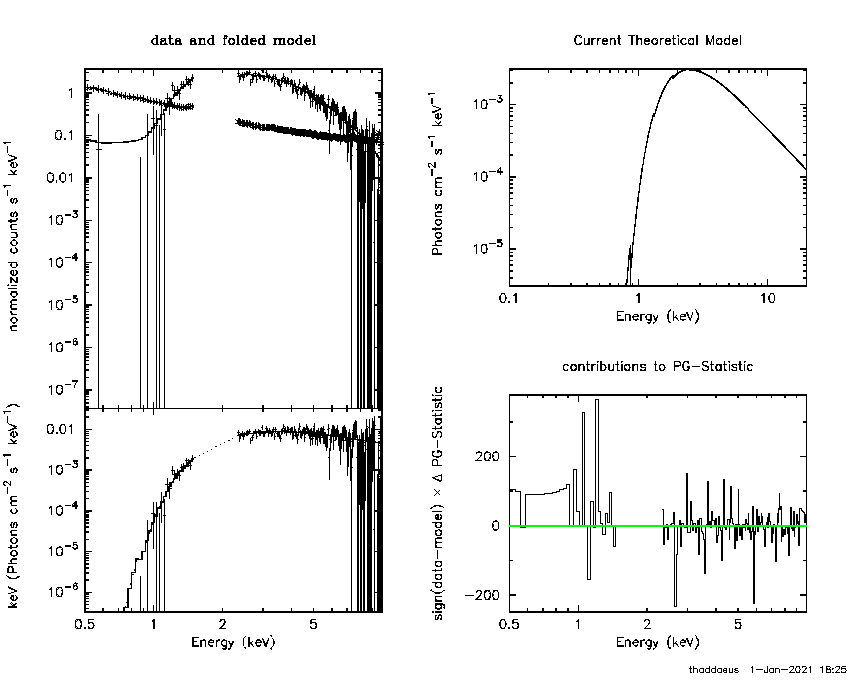 data and folded model
normalized counts s⁻¹ keV⁻¹
1
0.1
0.01
10⁻³
10⁻⁴
10⁻⁵
10⁻⁶
10⁻⁷
keV (Photons cm⁻² s⁻¹ keV⁻¹)
0.01
10⁻³
10⁻⁴
10⁻⁵
10⁻⁶
0.5 1 2 5
Energy (keV)
Current Theoretical Model
Photons cm⁻² s⁻¹ keV⁻¹
10⁻³
10⁻⁴
10⁻⁵
0.1 1 10
Energy (keV)
contributions to PG−Statistic
sign(data−model) × Δ PG−Statistic
200
0
−200
0.5 1 2 5
Energy (keV)
thaddaeus 1−Jan−2021 18:25